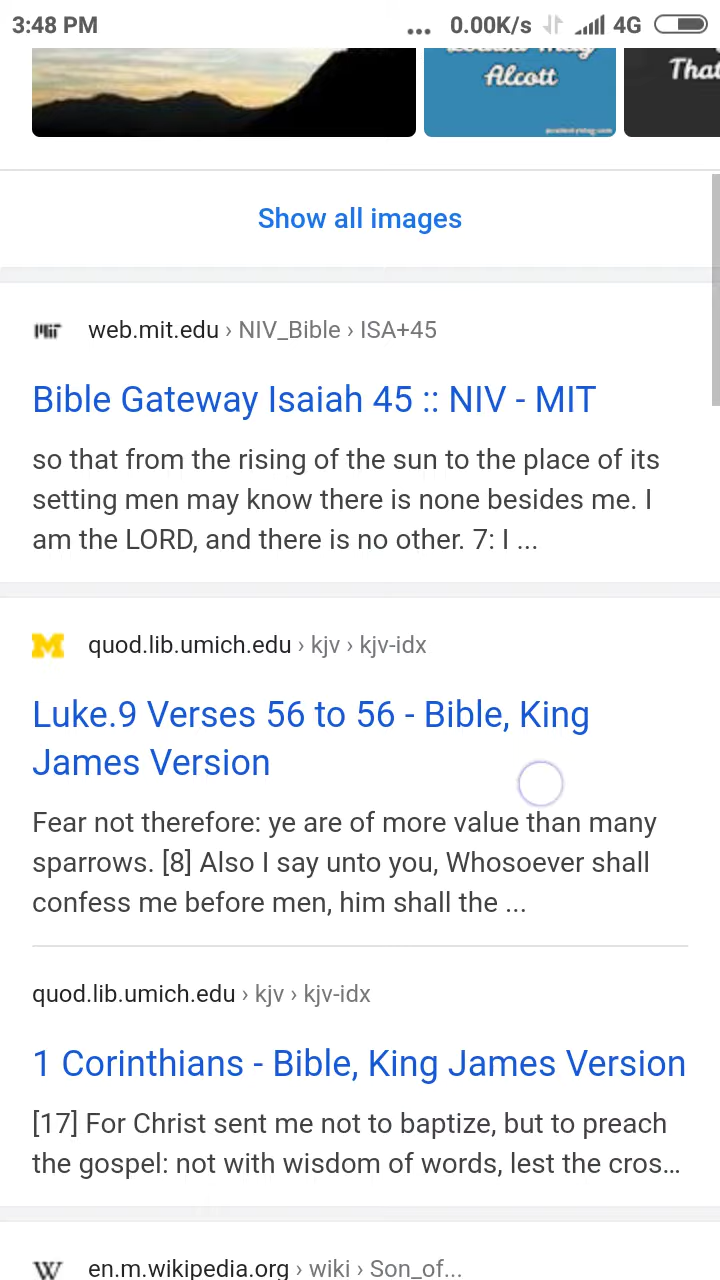 3:48 PM ... 0.00K/s 4G
Alcott
That
Show all images
web.mit.edu › NIV_Bible › ISA+45
Bible Gateway Isaiah 45 :: NIV - MIT
so that from the rising of the sun to the place of its
setting men may know there is none besides me. I
am the LORD, and there is no other. 7: I ...
quod.lib.umich.edu › kjv › kjv-idx
Luke.9 Verses 56 to 56 - Bible, King
James Version
Fear not therefore: ye are of more value than many
sparrows. [8] Also I say unto you, Whosoever shall
confess me before men, him shall the ...
quod.lib.umich.edu › kjv › kjv-idx
1 Corinthians - Bible, King James Version
[17] For Christ sent me not to baptize, but to preach
the gospel: not with wisdom of words, lest the cros...
en.m.wikipedia.org › wiki › Son_of...